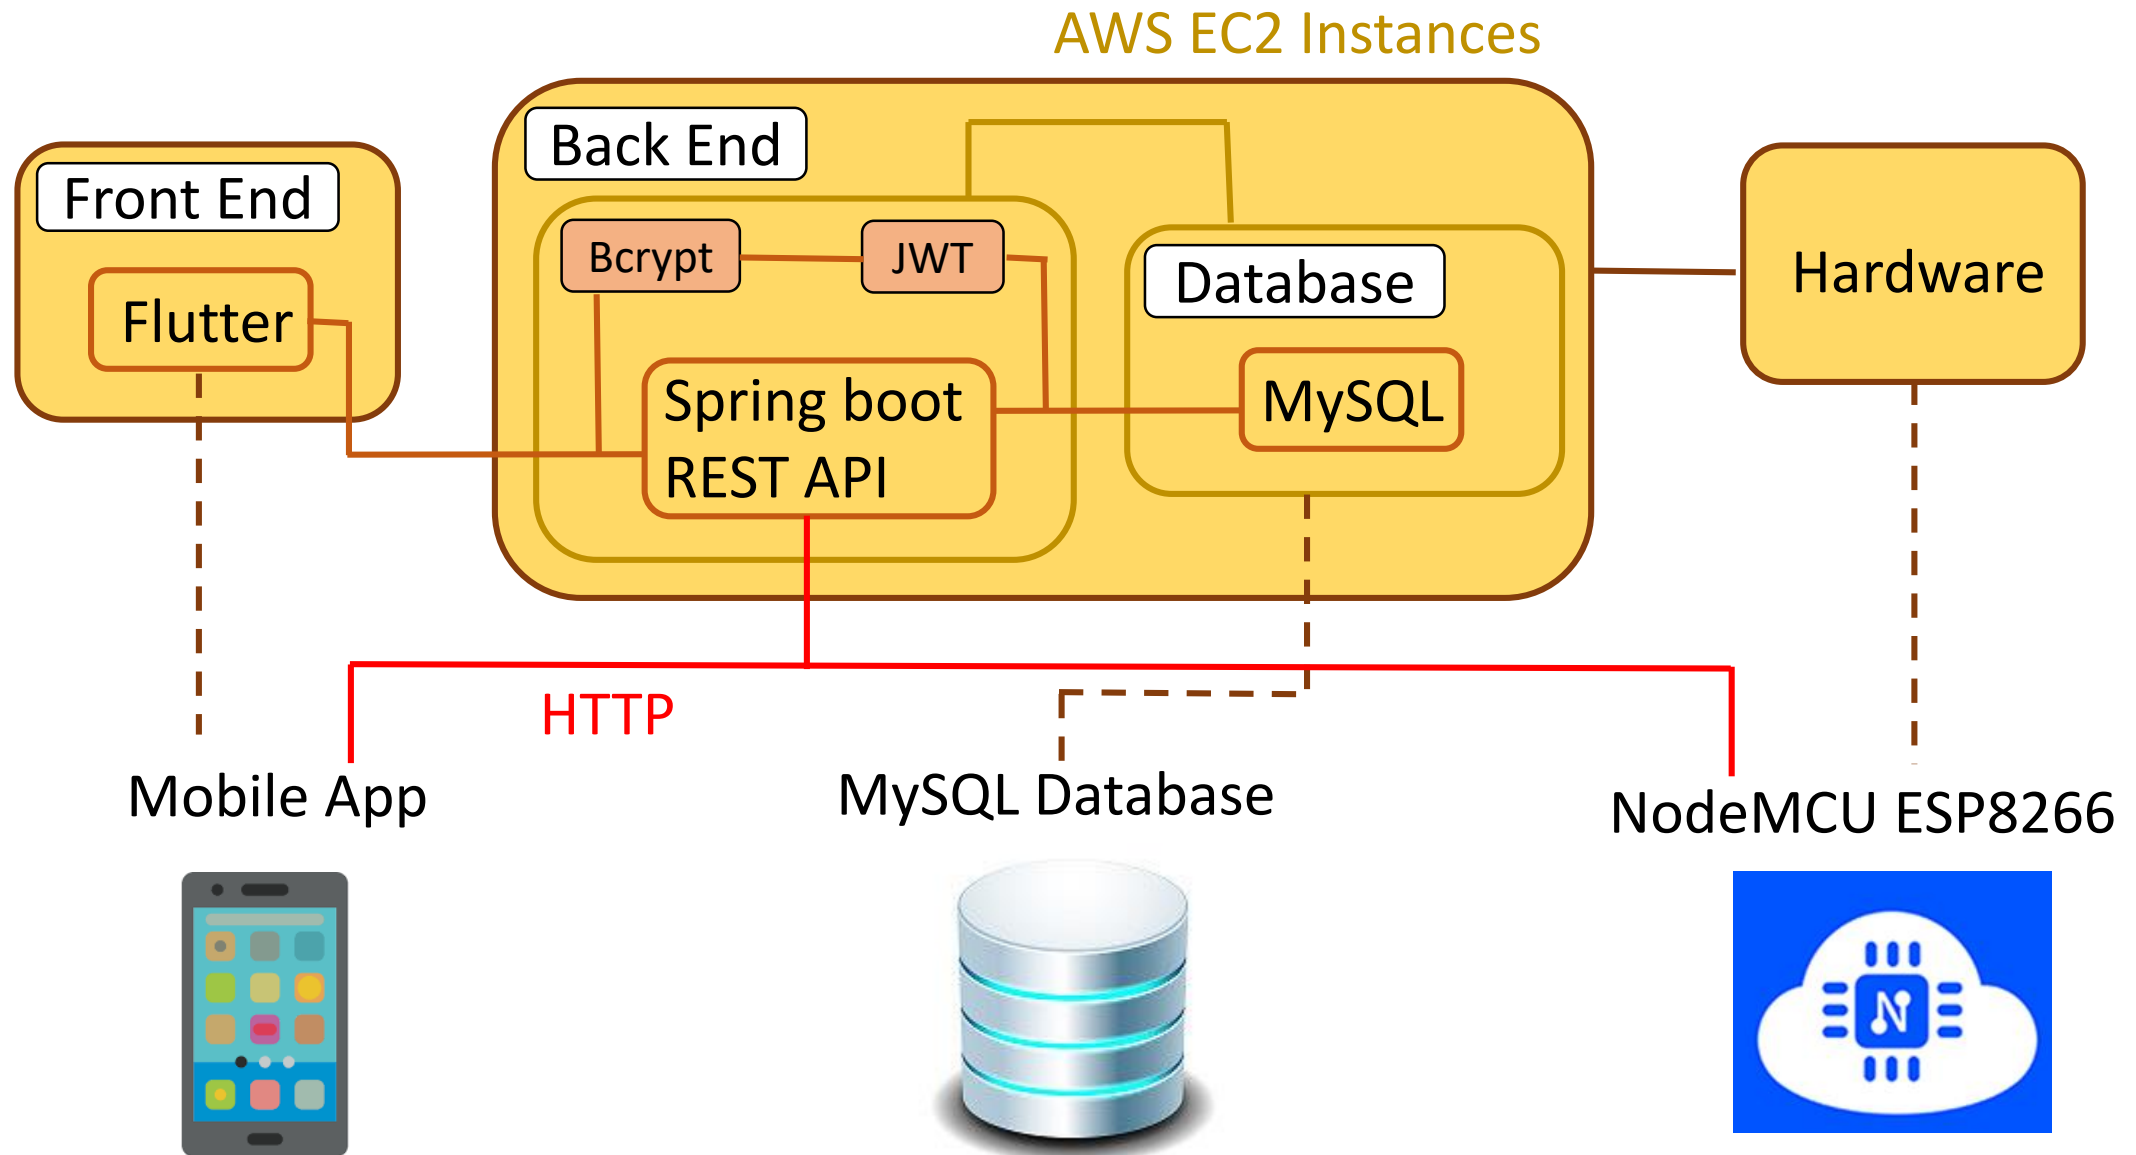 AWS EC2 Instances
Back End
Front End
Bcrypt
JWT
Database
Hardware
Flutter
Spring boot
REST API
MySQL
HTTP
Mobile App
MySQL Database
NodeMCU ESP8266
N